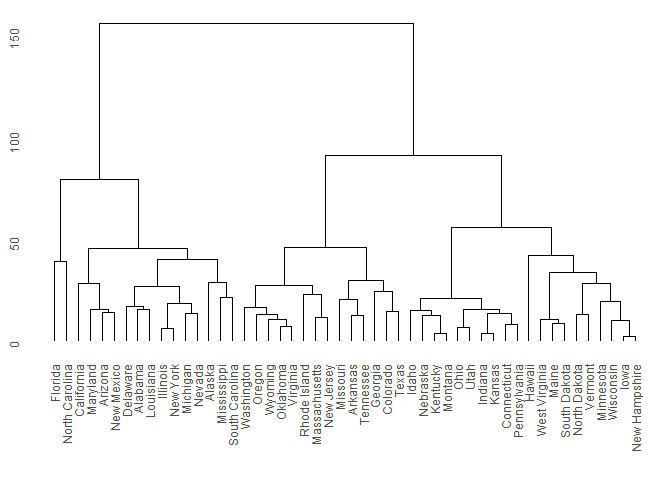 150
100
50
0
Florida
North Carolina
California
Maryland
Arizona
New Mexico
Delaware
Alabama
Louisiana
Illinois
New York
Michigan
Nevada
Alaska
Mississippi
South Carolina
Washington
Oregon
Wyoming
Oklahoma
Virginia
Rhode Island
Massachusetts
New Jersey
Missouri
Arkansas
Tennessee
Georgia
Colorado
Texas
Idaho
Nebraska
Kentucky
Montana
Ohio
Utah
Indiana
Kansas
Connecticut
Pennsylvania
Hawaii
West Virginia
Maine
South Dakota
North Dakota
Vermont
Minnesota
Wisconsin
Iowa
New Hampshire